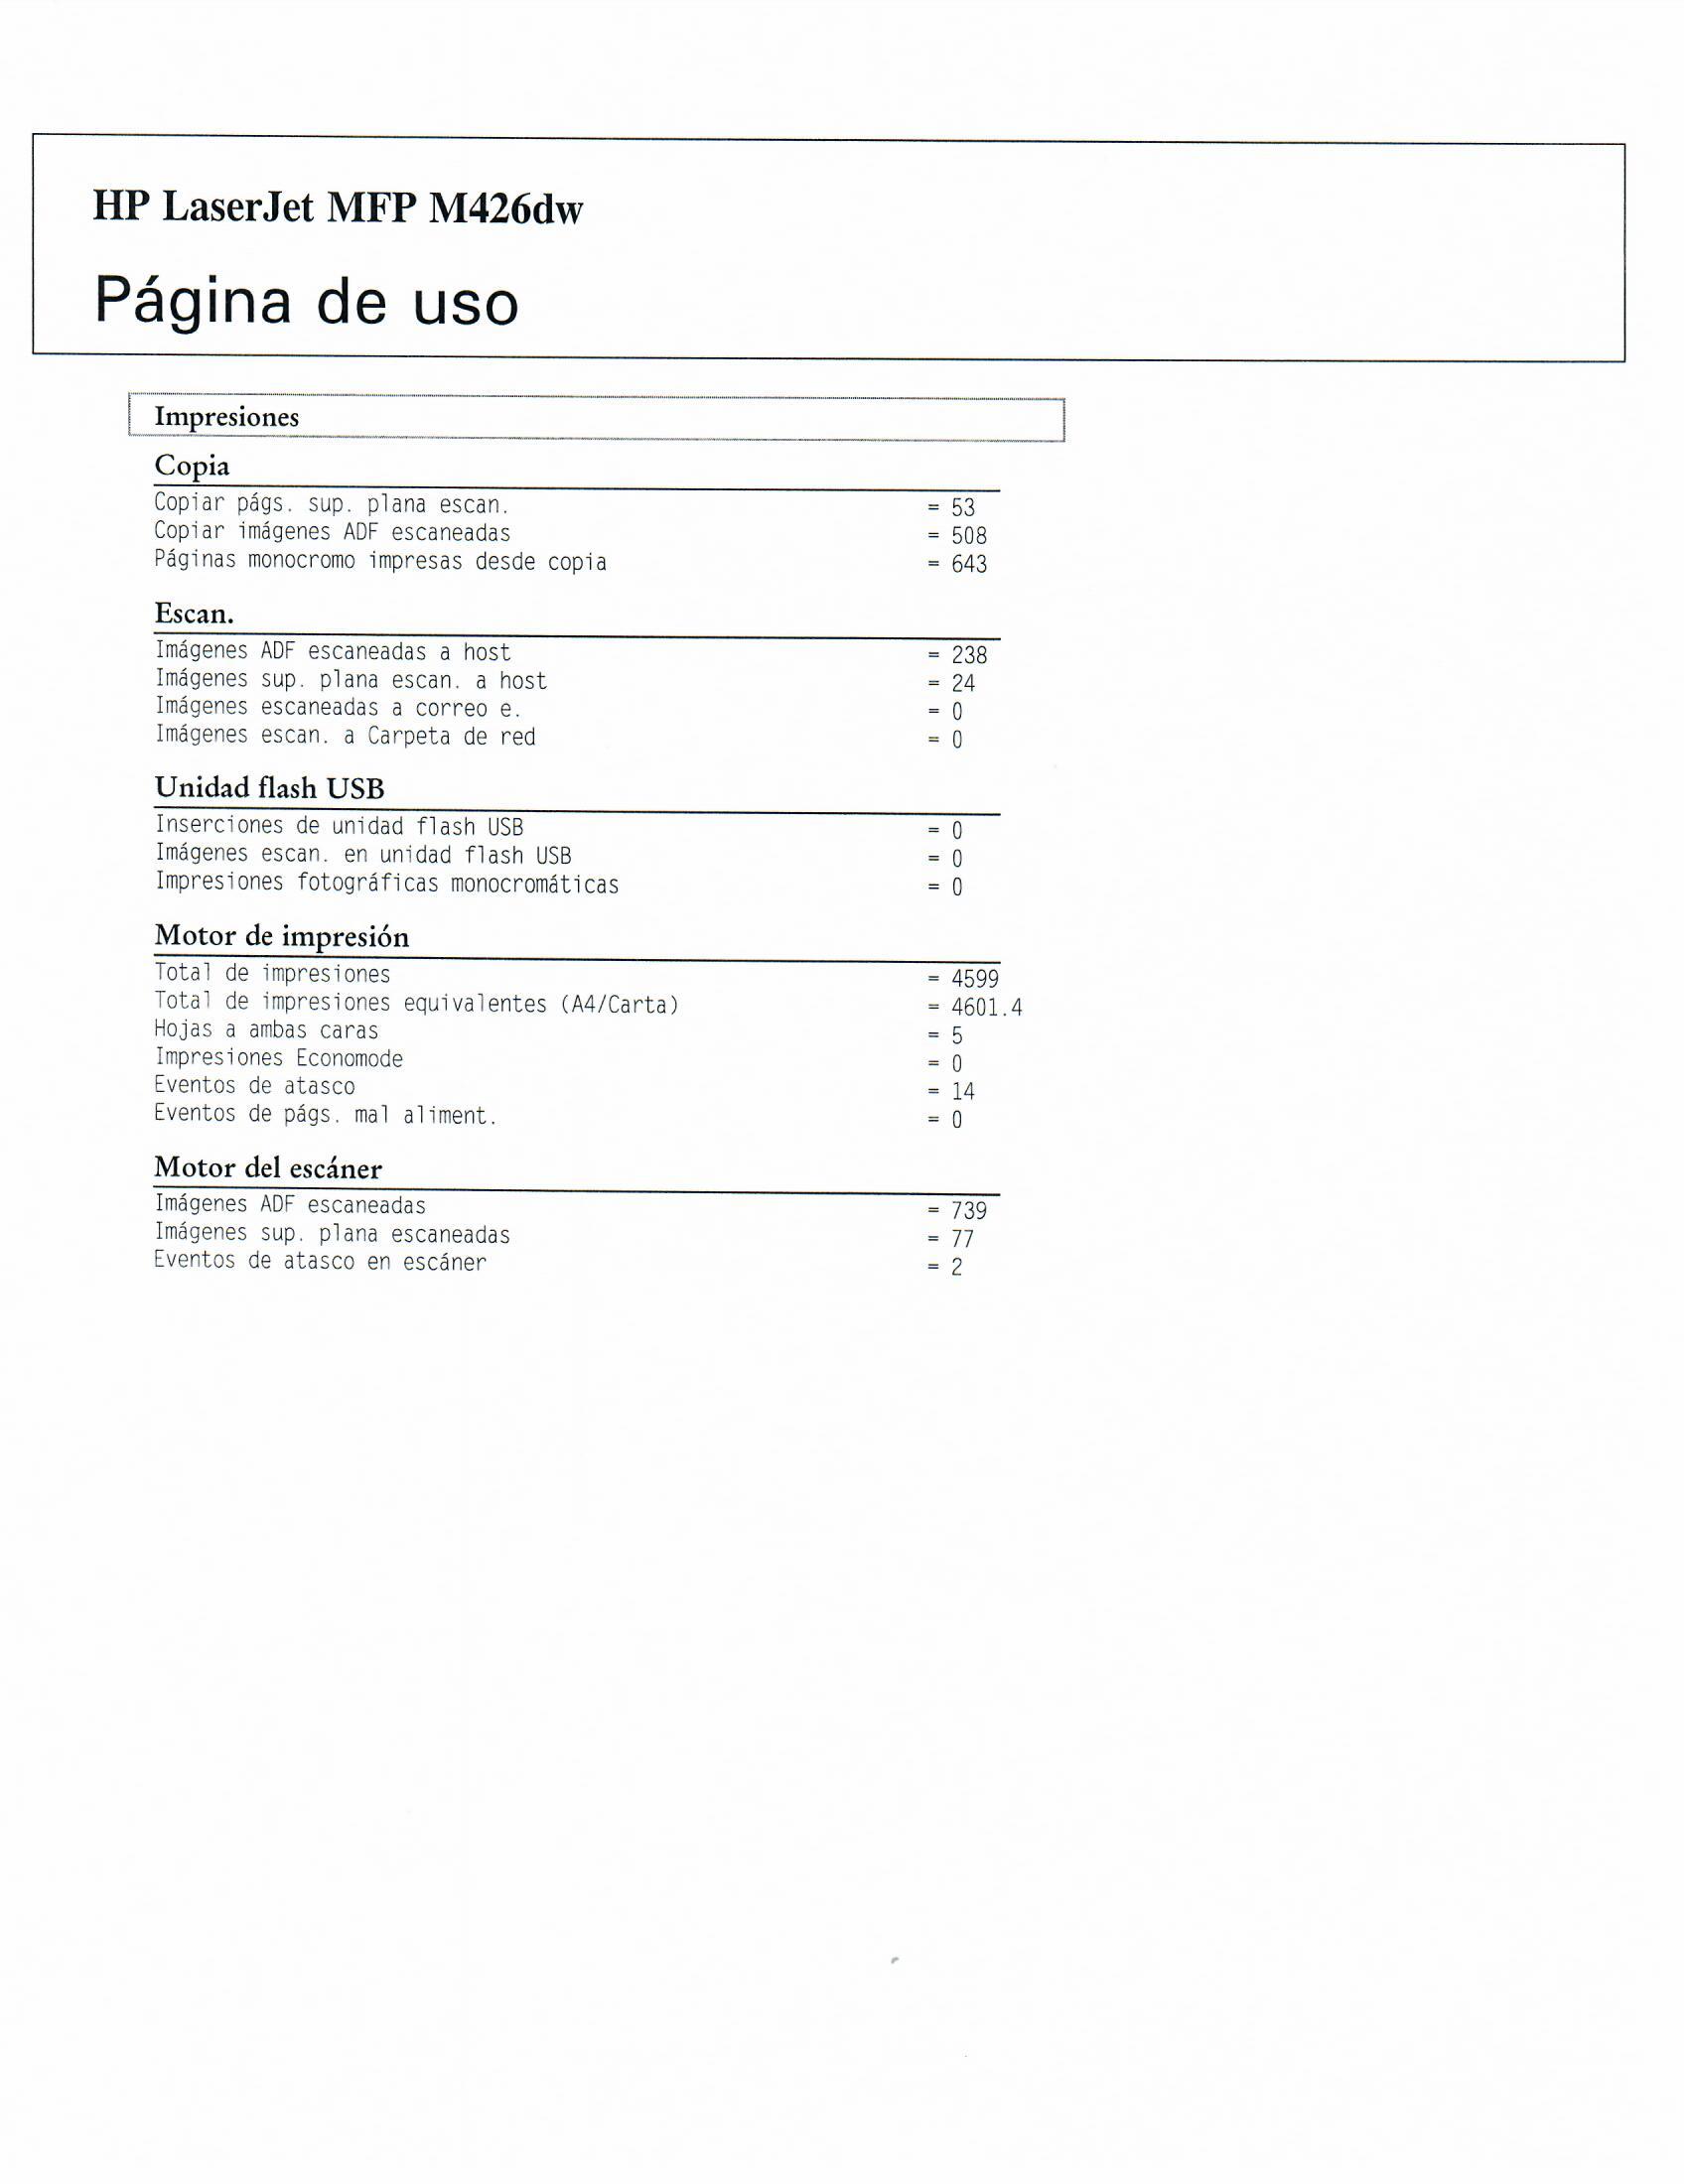 HP LaserJet MFP M426dw
Página de uso
Impresiones
Copia
Copiar págs. sup. plana escan. = 53
Copiar imágenes ADF escaneadas = 508
Páginas monocromo impresas desde copia = 643
Escan.
Imágenes ADF escaneadas a host = 238
Imágenes sup. plana escan. a host = 24
Imágenes escaneadas a correo e. = 0
Imágenes escan. a Carpeta de red = 0
Unidad flash USB
Inserciones de unidad flash USB = 0
Imágenes escan. en unidad flash USB = 0
Impresiones fotográficas monocromáticas = 0
Motor de impresión
Total de impresiones = 4599
Total de impresiones equivalentes (A4/Carta) = 4601.4
Hojas a ambas caras = 5
Impresiones Economode = 0
Eventos de atasco = 14
Eventos de págs. mal aliment. = 0
Motor del escáner
Imágenes ADF escaneadas = 739
Imágenes sup. plana escaneadas = 77
Eventos de atasco en escáner = 2